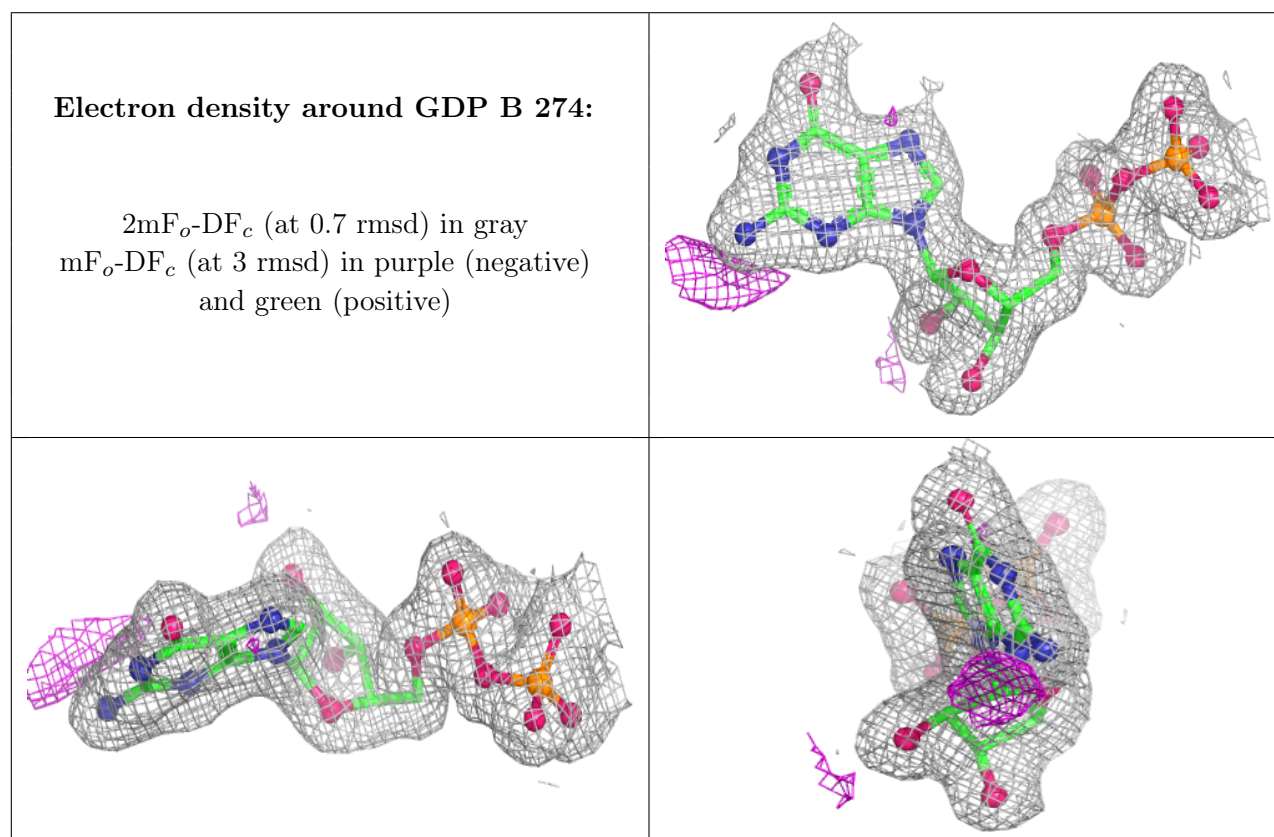 Electron density around GDP B 274:
2mFo-DFc (at 0.7 rmsd) in gray
mFo-DFc (at 3 rmsd) in purple (negative)
and green (positive)